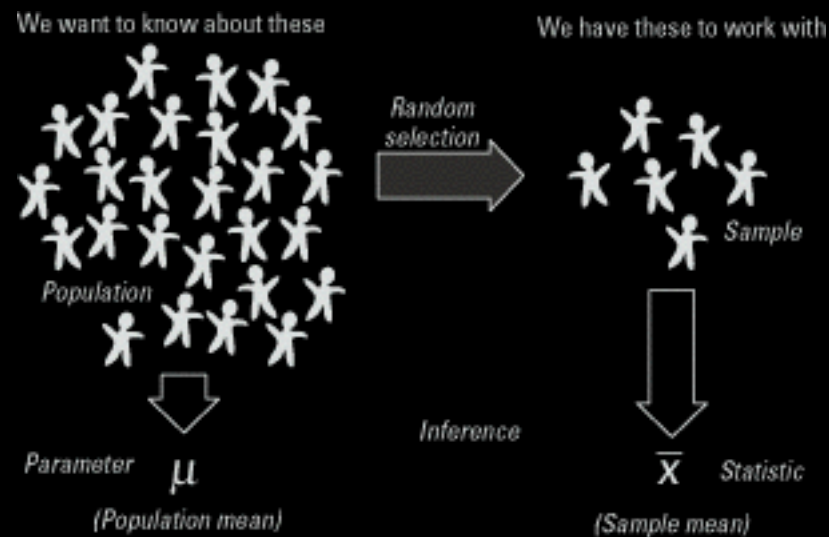 We want to know about these
We have these to work with
Random
selection
Sample
Population
Inference
Parameter μ
x̄ Statistic
(Population mean)
(Sample mean)